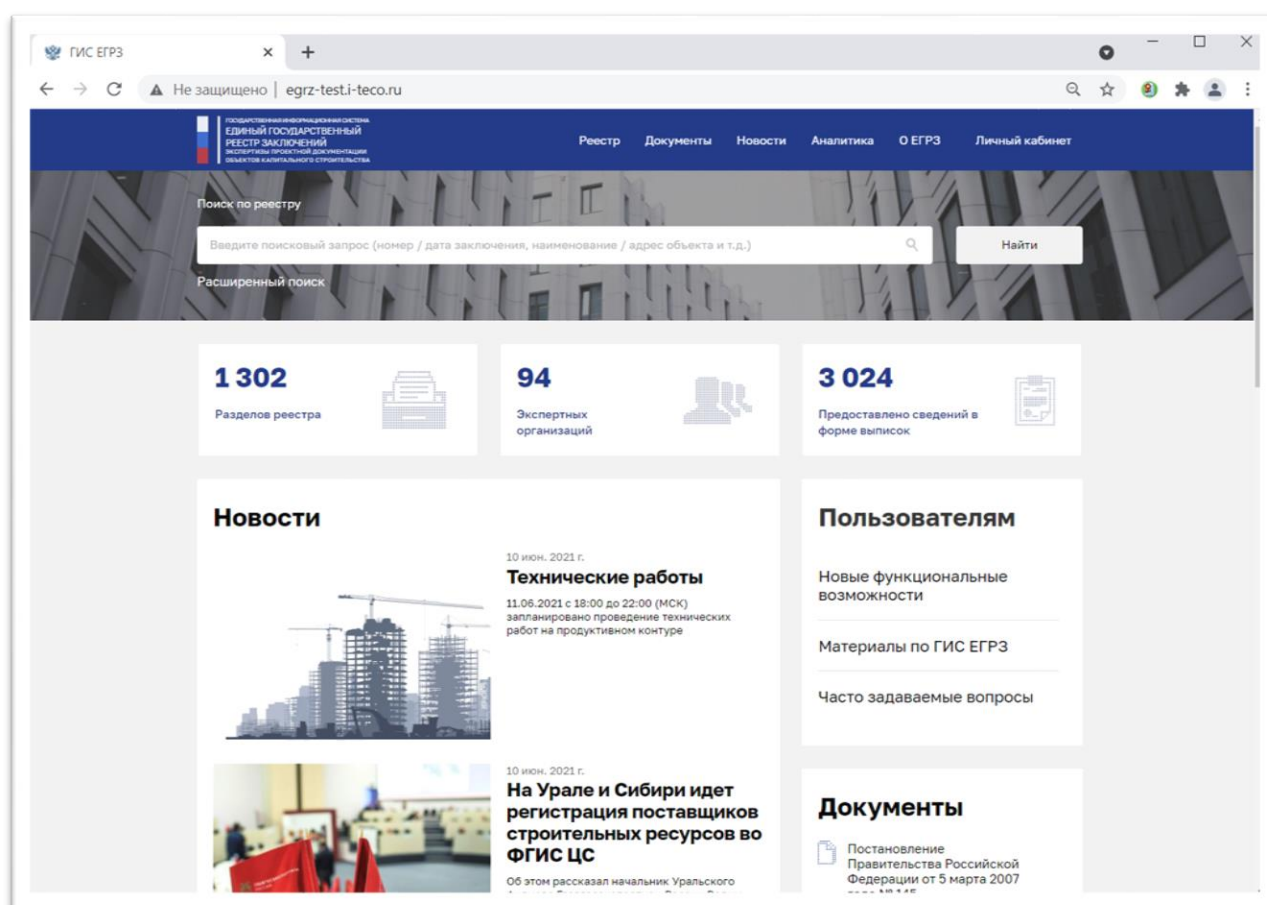 ГИС ЕГРЗ
Не защищено | egrz-test.i-teco.ru
ГОСУДАРСТВЕННАЯ ИНФОРМАЦИОННАЯ СИСТЕМА
ЕДИНЫЙ ГОСУДАРСТВЕННЫЙ
РЕЕСТР ЗАКЛЮЧЕНИЙ
ЭКСПЕРТИЗЫ ПРОЕКТНОЙ ДОКУМЕНТАЦИИ
ОБЪЕКТОВ КАПИТАЛЬНОГО СТРОИТЕЛЬСТВА
Реестр Документы Новости Аналитика О ЕГРЗ Личный кабинет
Поиск по реестру
Введите поисковый запрос (номер / дата заключения, наименование / адрес объекта и т.д.)
Найти
Расширенный поиск
1 302
Разделов реестра
94
Экспертных
организаций
3 024
Предоставлено сведений в
форме выписок
Новости
10 июн. 2021 г.
Технические работы
11.06.2021 с 18:00 до 22:00 (МСК)
запланировано проведение технических
работ на продуктивном контуре
10 июн. 2021 г.
На Урале и Сибири идет
регистрация поставщиков
строительных ресурсов во
ФГИС ЦС
Об этом рассказал начальник Уральского
Пользователям
Новые функциональные
возможности
Материалы по ГИС ЕГРЗ
Часто задаваемые вопросы
Документы
Постановление
Правительства Российской
Федерации от 5 марта 2007